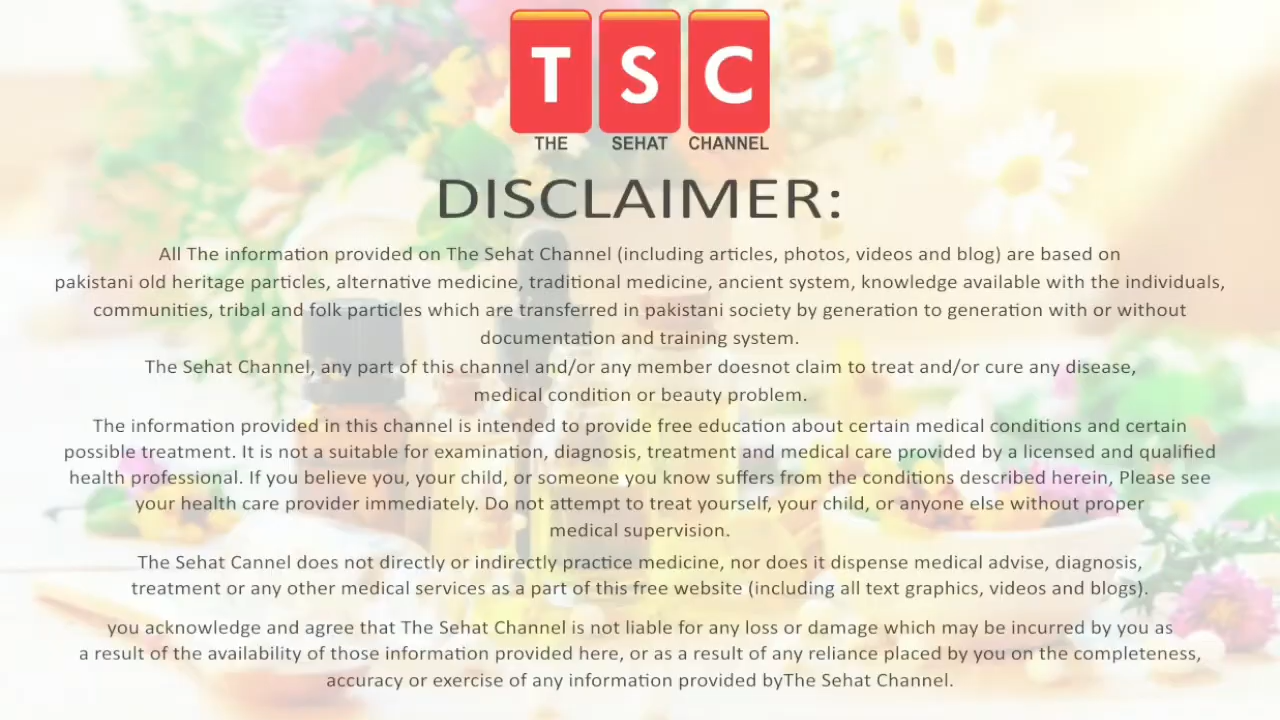 T S C
THE SEHAT CHANNEL
DISCLAIMER:
All The information provided on The Sehat Channel (including articles, photos, videos and blog) are based on
pakistani old heritage particles, alternative medicine, traditional medicine, ancient system, knowledge available with the individuals,
communities, tribal and folk particles which are transferred in pakistani society by generation to generation with or without
documentation and training system.
The Sehat Channel, any part of this channel and/or any member doesnot claim to treat and/or cure any disease,
medical condition or beauty problem.
The information provided in this channel is intended to provide free education about certain medical conditions and certain
possible treatment. It is not a suitable for examination, diagnosis, treatment and medical care provided by a licensed and qualified
health professional. If you believe you, your child, or someone you know suffers from the conditions described herein, Please see
your health care provider immediately. Do not attempt to treat yourself, your child, or anyone else without proper
medical supervision.
The Sehat Cannel does not directly or indirectly practice medicine, nor does it dispense medical advise, diagnosis,
treatment or any other medical services as a part of this free website (including all text graphics, videos and blogs).
you acknowledge and agree that The Sehat Channel is not liable for any loss or damage which may be incurred by you as
a result of the availability of those information provided here, or as a result of any reliance placed by you on the completeness,
accuracy or exercise of any information provided byThe Sehat Channel.